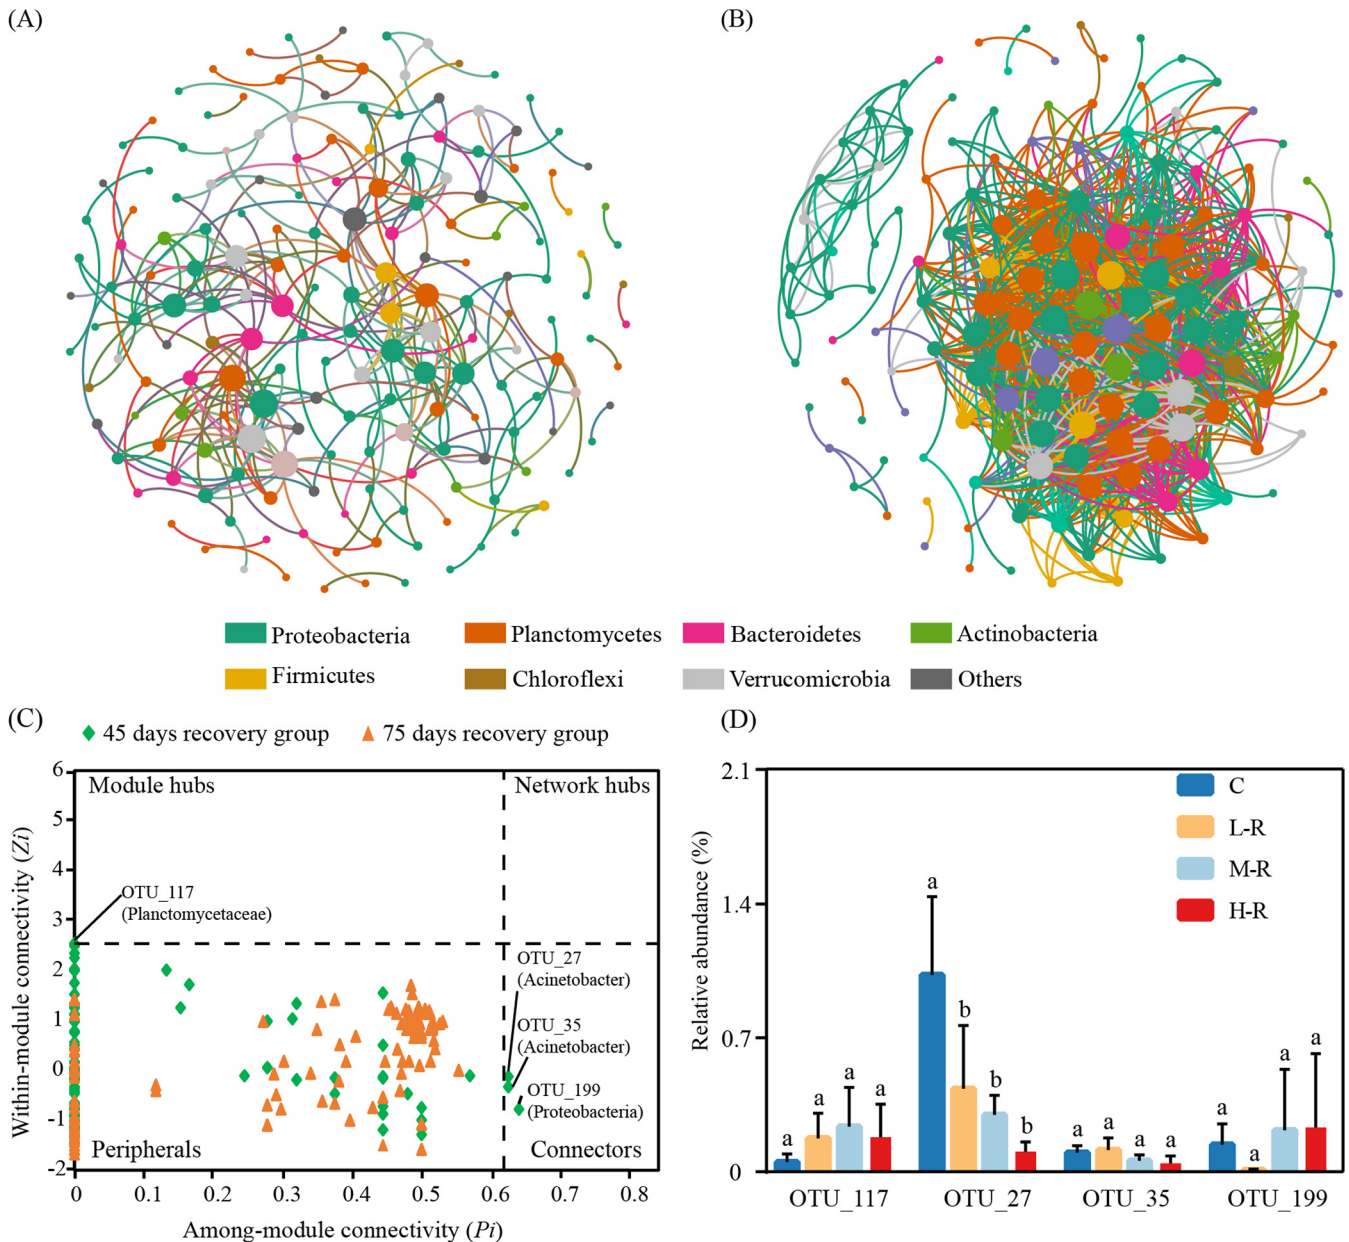 (A)
(B)
Proteobacteria
Planctomycetes
Bacteroidetes
Actinobacteria
Firmicutes
Chloroflexi
Verrucomicrobia
Others
(C)
45 days recovery group
75 days recovery group
6
5
4
3
2
1
0
-1
-2
Within-module connectivity (Zi)
Module hubs
Network hubs
OTU_117
(Planctomycetaceae)
OTU_27
(Acinetobacter)
OTU_35
(Acinetobacter)
OTU_199
(Proteobacteria)
Peripherals
Connectors
0 0.1 0.2 0.3 0.4 0.5 0.6 0.7 0.8
Among-module connectivity (Pi)
(D)
2.1
1.4
0.7
0
Relative abundance (%)
C
L-R
M-R
H-R
a a a a
a b b b
a a a a
a a a a
OTU_117 OTU_27 OTU_35 OTU_199